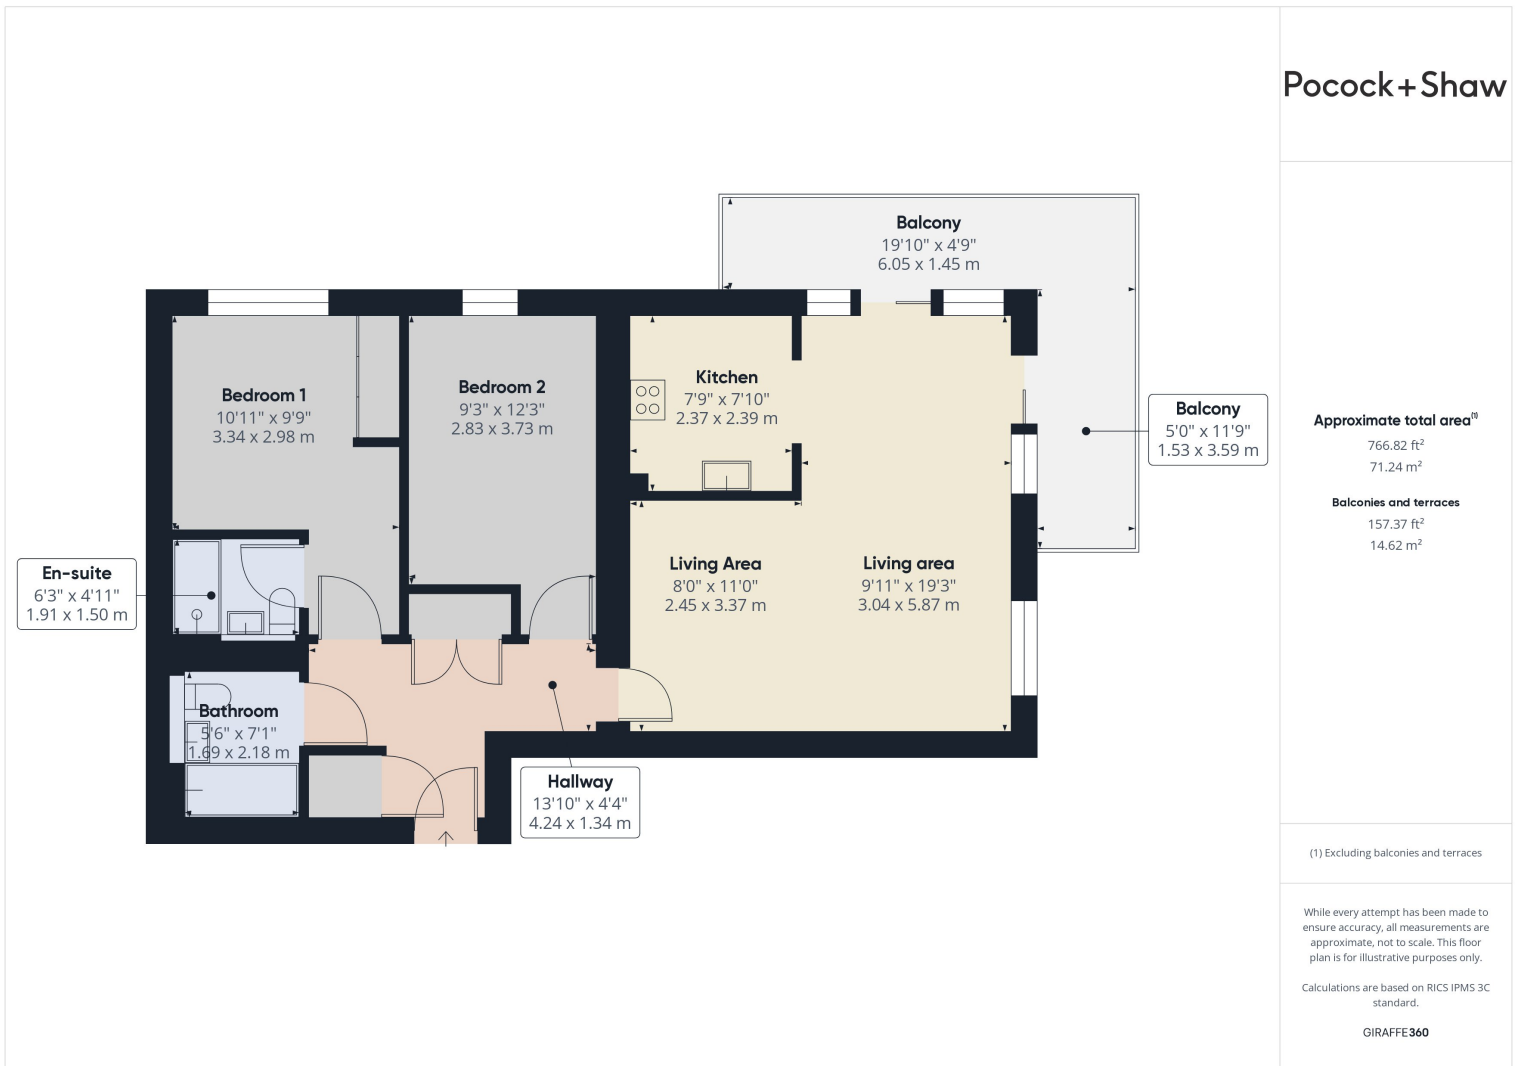 Pocock+Shaw
Balcony
19'10" x 4'9"
6.05 x 1.45 m
Bedroom 1
10'11" x 9'9"
3.34 x 2.98 m
Bedroom 2
9'3" x 12'3"
2.83 x 3.73 m
Kitchen
7'9" x 7'10"
2.37 x 2.39 m
Balcony
5'0" x 11'9"
1.53 x 3.59 m
En-suite
6'3" x 4'11"
1.91 x 1.50 m
Living Area
8'0" x 11'0"
2.45 x 3.37 m
Living area
9'11" x 19'3"
3.04 x 5.87 m
Bathroom
5'6" x 7'1"
1.69 x 2.18 m
Hallway
13'10" x 4'4"
4.24 x 1.34 m
Approximate total area(1)
766.82 ft²
71.24 m²
Balconies and terraces
157.37 ft²
14.62 m²
(1) Excluding balconies and terraces
While every attempt has been made to
ensure accuracy, all measurements are
approximate, not to scale. This floor
plan is for illustrative purposes only.
Calculations are based on RICS IPMS 3C
standard.
GIRAFFE360